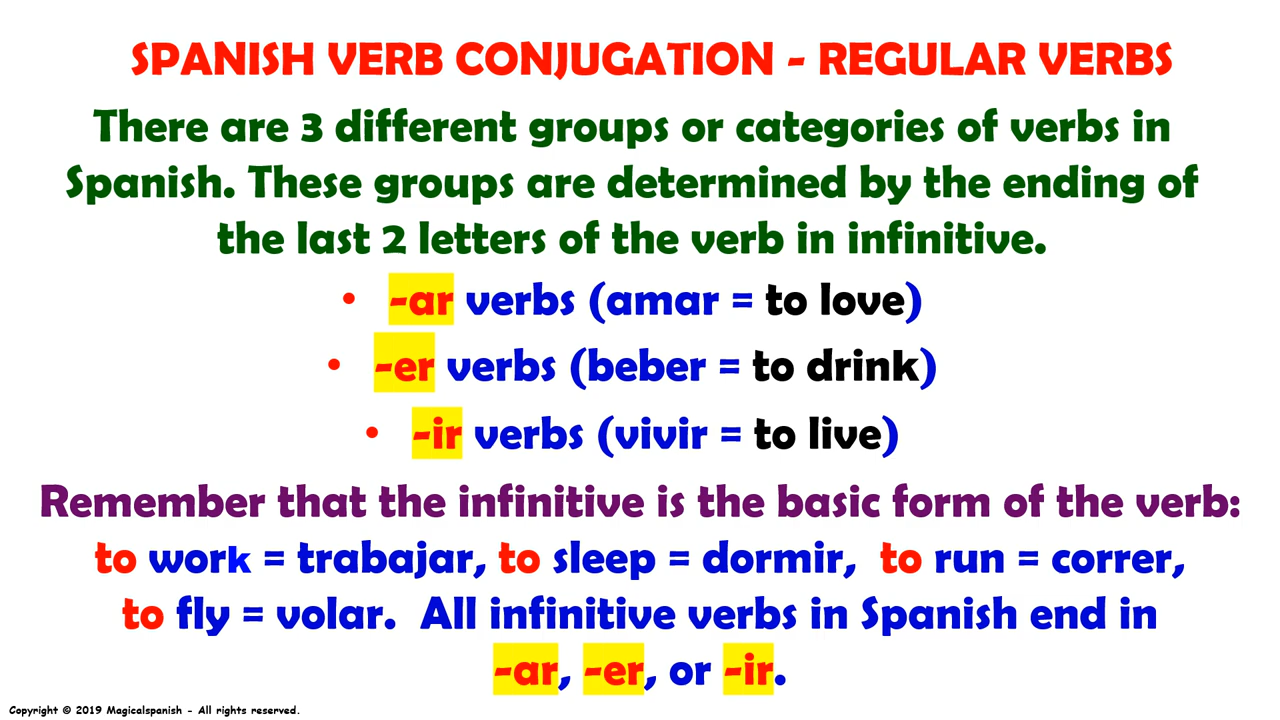 SPANISH VERB CONJUGATION - REGULAR VERBS
There are 3 different groups or categories of verbs in
Spanish. These groups are determined by the ending of
the last 2 letters of the verb in infinitive.
• -ar verbs (amar = to love)
• -er verbs (beber = to drink)
• -ir verbs (vivir = to live)
Remember that the infinitive is the basic form of the verb:
to work = trabajar, to sleep = dormir, to run = correr,
to fly = volar. All infinitive verbs in Spanish end in
-ar, -er, or -ir.
Copyright © 2019 Magicalspanish - All rights reserved.